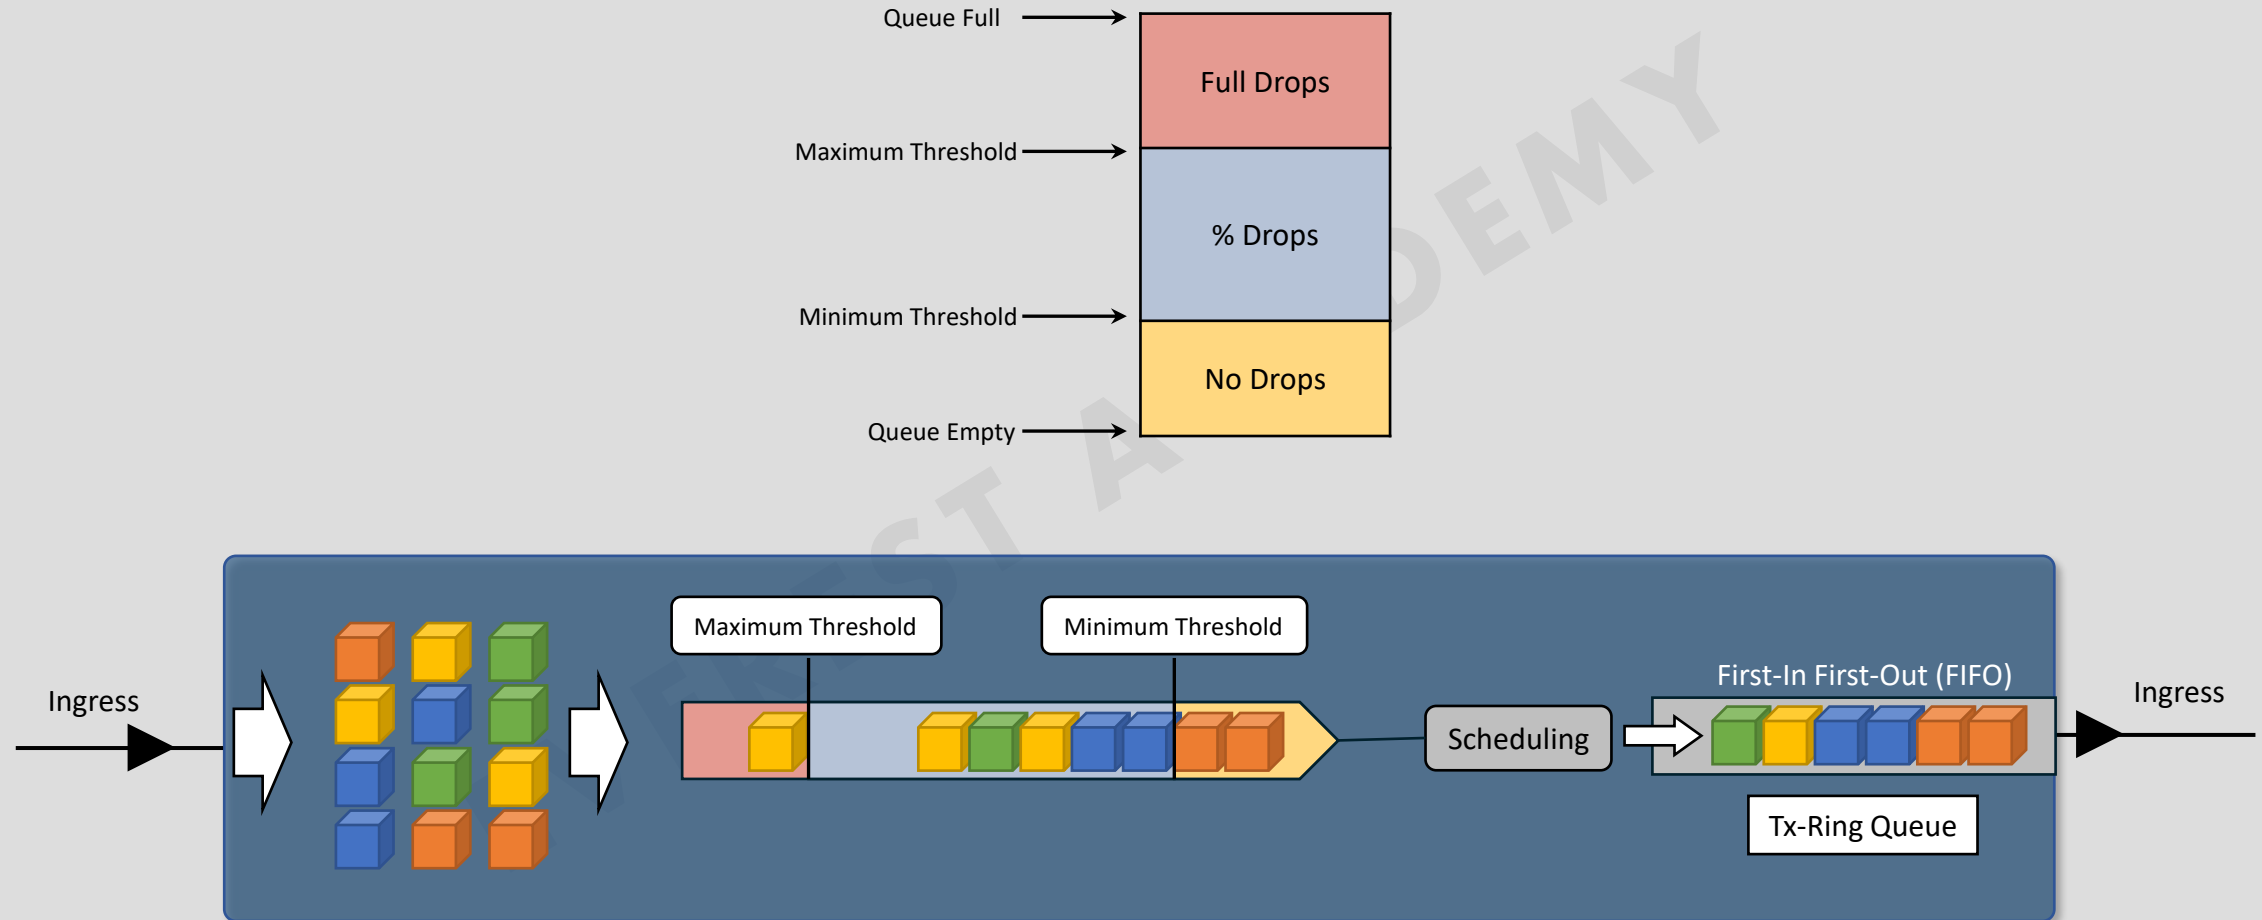 Queue Full
Full Drops
Maximum Threshold
% Drops
Minimum Threshold
No Drops
Queue Empty
Maximum Threshold
Minimum Threshold
First-In First-Out (FIFO)
Ingress
Ingress
Scheduling
Tx-Ring Queue